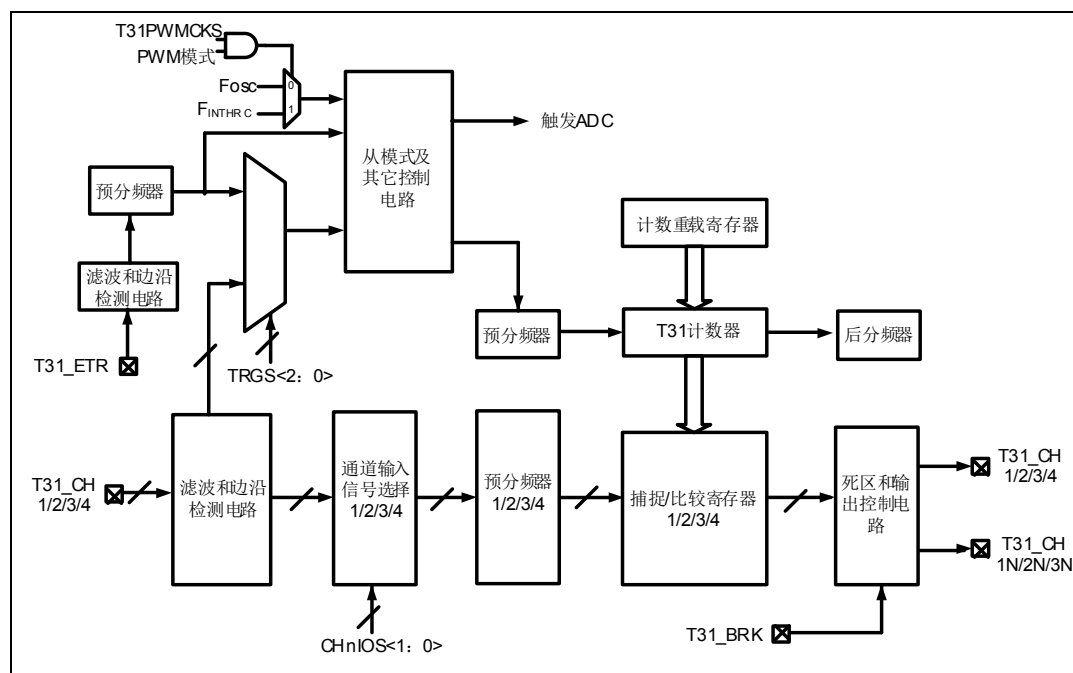 T31PWMCKS
PWM模式
Fosc
0
FINTHRC
1
从模式及
其它控制
电路
触发ADC
预分频器
滤波和边沿
检测电路
T31_ETR
TRGS<2：0>
计数重载寄存器
预分频器
T31计数器
后分频器
T31_CH
1/2/3/4
滤波和边沿
检测电路
通道输入
信号选择
1/2/3/4
预分频器
1/2/3/4
捕捉/比较寄存器
1/2/3/4
死区和输
出控制电
路
T31_CH
1/2/3/4
T31_CH
1N/2N/3N
CHnIOS<1：0>
T31_BRK